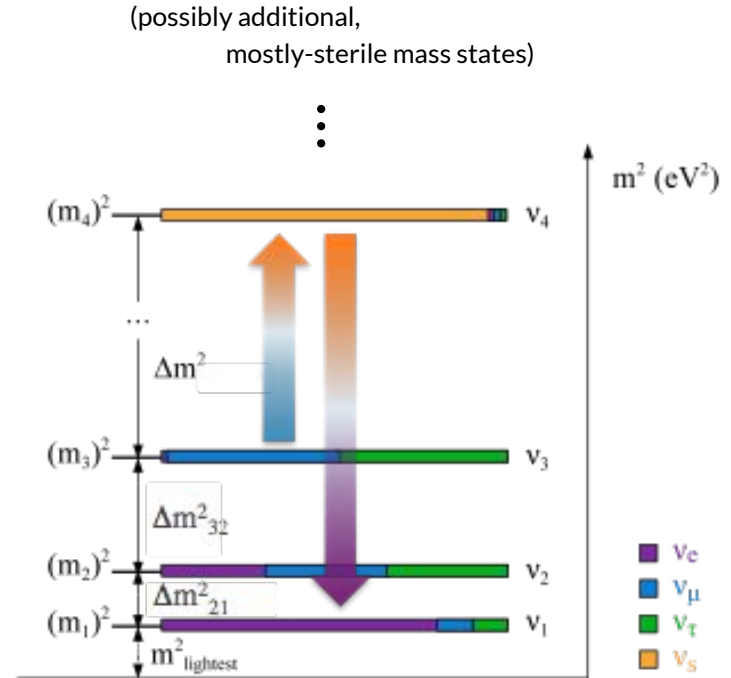 (possibly additional,
mostly-sterile mass states)
m² (eV²)
(m₄)²
ν₄
...
Δm²
(m₃)²
ν₃
Δm²₃₂
νe
(m₂)²
ν₂
νμ
Δm²₂₁
(m₁)²
ν₁
ντ
m²lightest
νs